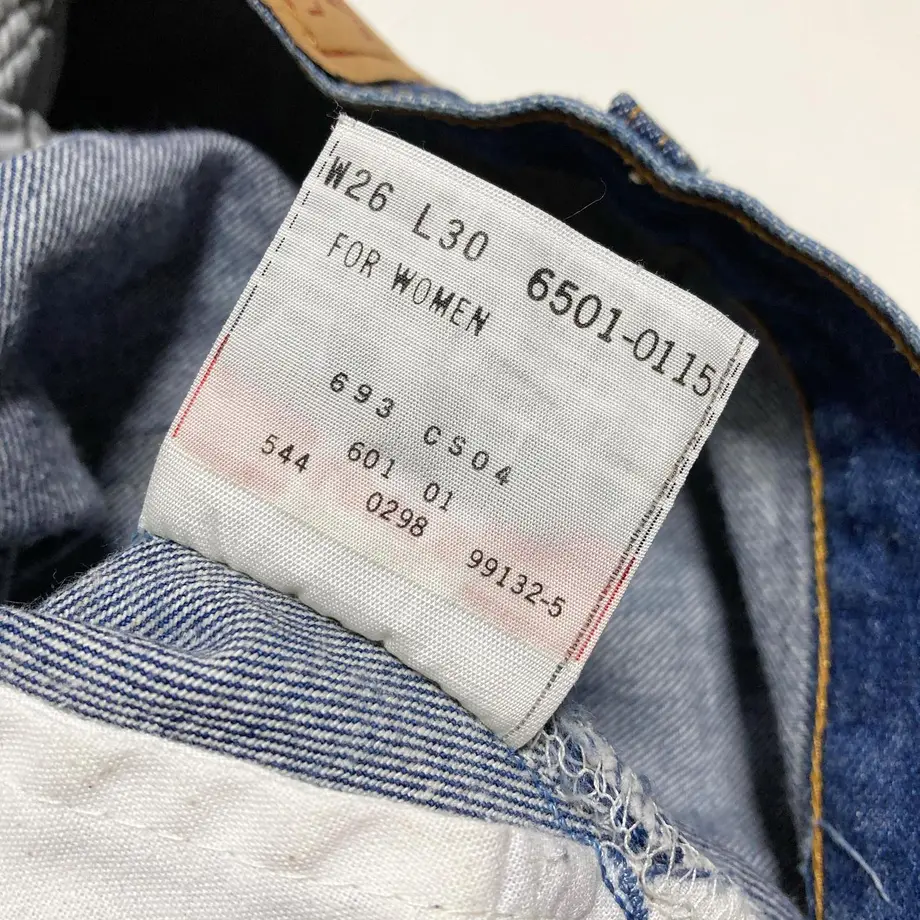 W26 L30 6501-0115
FOR WOMEN
693 CS04
544 601 01
0298 99132-5